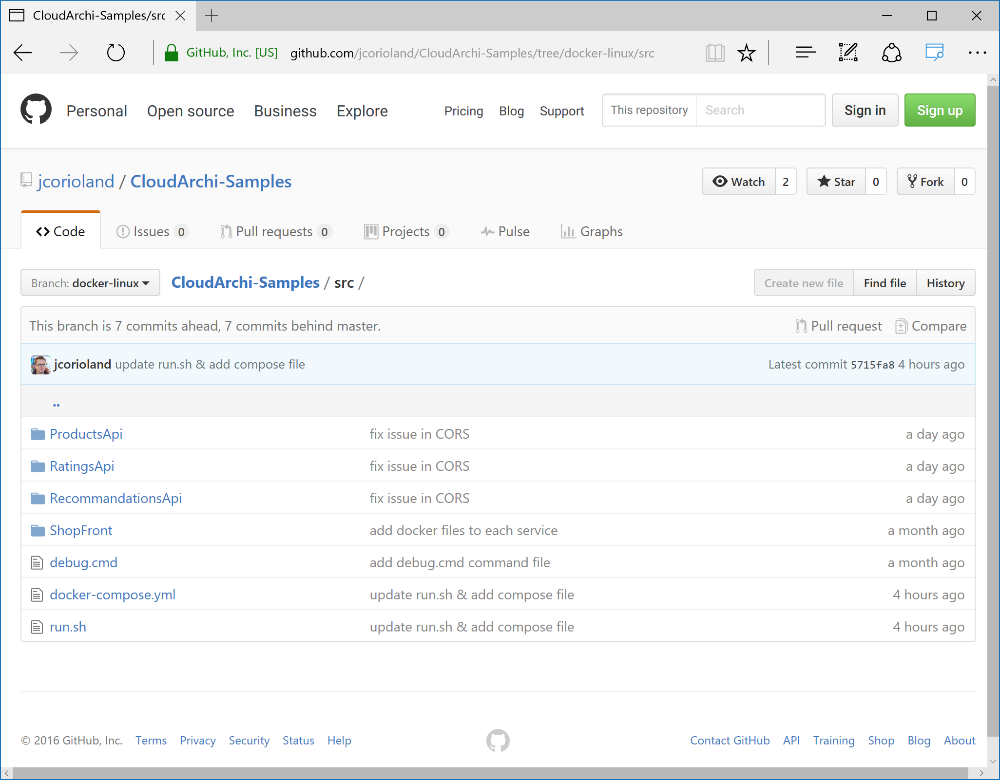 CloudArchi-Samples/src
GitHub, Inc. [US] github.com/jcorioland/CloudArchi-Samples/tree/docker-linux/src
Personal Open source Business Explore Pricing Blog Support This repository Search Sign in Sign up
jcorioland / CloudArchi-Samples Watch 2 Star 0 Fork 0
Code Issues 0 Pull requests 0 Projects 0 Pulse Graphs
Branch: docker-linux CloudArchi-Samples / src / Create new file Find file History
This branch is 7 commits ahead, 7 commits behind master. Pull request Compare
jcorioland update run.sh & add compose file Latest commit 5715fa8 4 hours ago
..
ProductsApi fix issue in CORS a day ago
RatingsApi fix issue in CORS a day ago
RecommandationsApi fix issue in CORS a day ago
ShopFront add docker files to each service a month ago
debug.cmd add debug.cmd command file a month ago
docker-compose.yml update run.sh & add compose file 4 hours ago
run.sh update run.sh & add compose file 4 hours ago
© 2016 GitHub, Inc. Terms Privacy Security Status Help Contact GitHub API Training Shop Blog About